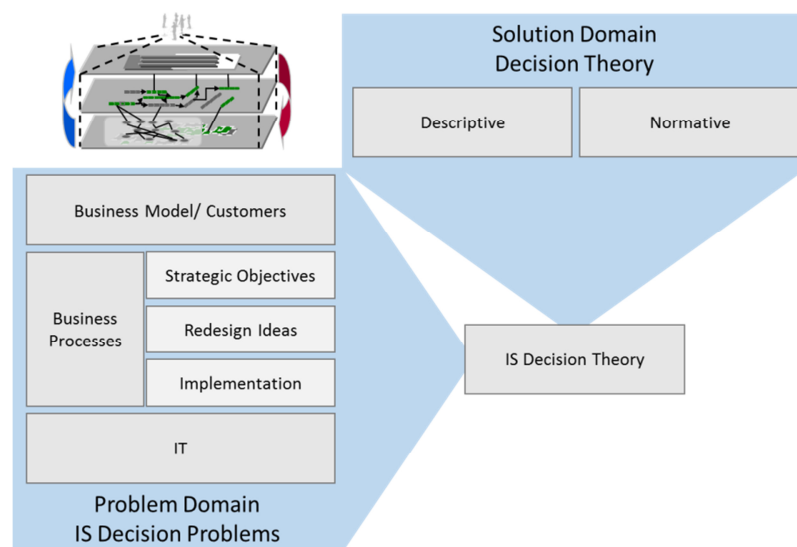 Solution Domain
Decision Theory
Descriptive
Normative
Business Model/ Customers
Business
Processes
Strategic Objectives
Redesign Ideas
Implementation
IT
Problem Domain
IS Decision Problems
IS Decision Theory